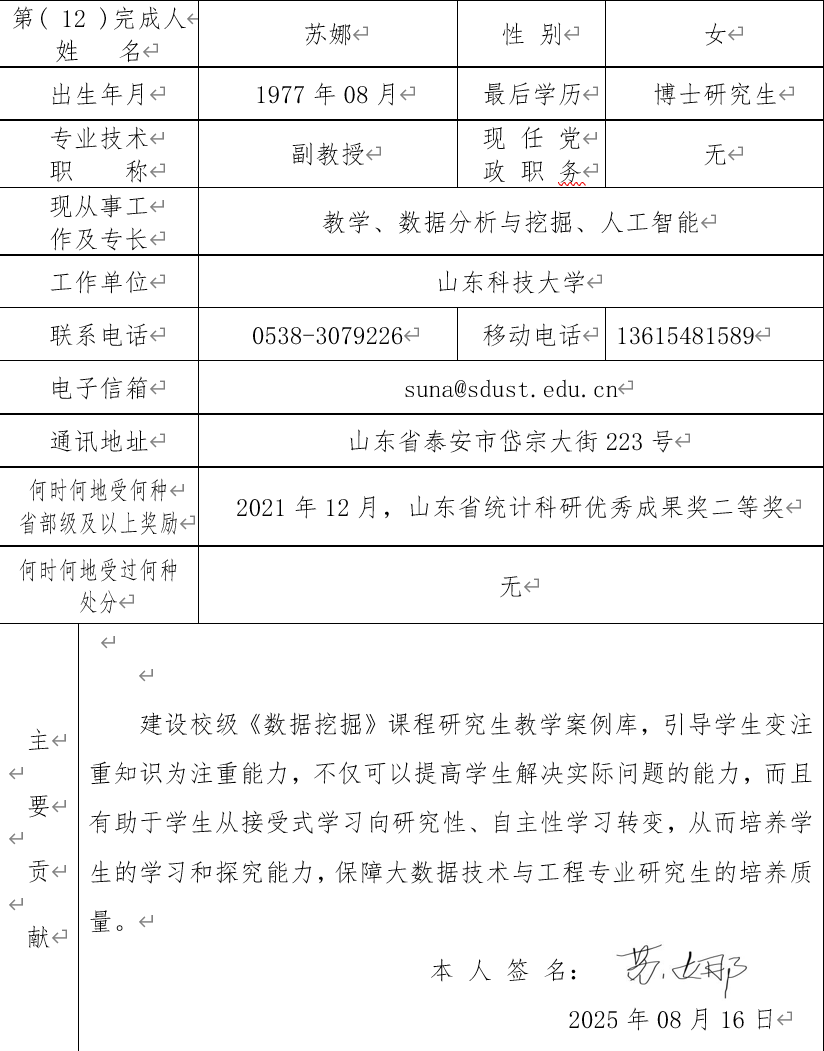 第( 12 )完成人 苏娜 性 别 女
姓 名
出生年月 1977 年 08 月 最后学历 博士研究生
专业技术 副教授 现 任 党 无
职 称 政 职 务
现从事工 教学、数据分析与挖掘、人工智能
作及专长
工作单位 山东科技大学
联系电话 0538-3079226 移动电话 13615481589
电子信箱 suna@sdust.edu.cn
通讯地址 山东省泰安市岱宗大街 223 号
何时何地受何种 2021 年 12 月，山东省统计科研优秀成果奖二等奖
省部级及以上奖励
何时何地受过何种 无
处分
主
要
贡
献
建设校级《数据挖掘》课程研究生教学案例库，引导学生变注
重知识为注重能力，不仅可以提高学生解决实际问题的能力，而且
有助于学生从接受式学习向研究性、自主性学习转变，从而培养学
生的学习和探究能力，保障大数据技术与工程专业研究生的培养质
量。
本 人 签 名： 苏娜
2025 年 08 月 16 日